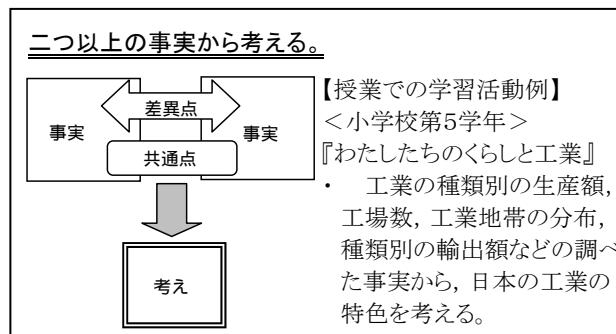 二つ以上の事実から考える。
事実
差異点
事実
共通点
考え
【授業での学習活動例】
<小学校第5学年>
『わたしたちのくらしと工業』
・ 工業の種類別の生産額,
工場数, 工業地帯の分布,
種類別の輸出額などの調べ
た事実から, 日本の工業の
特色を考える。